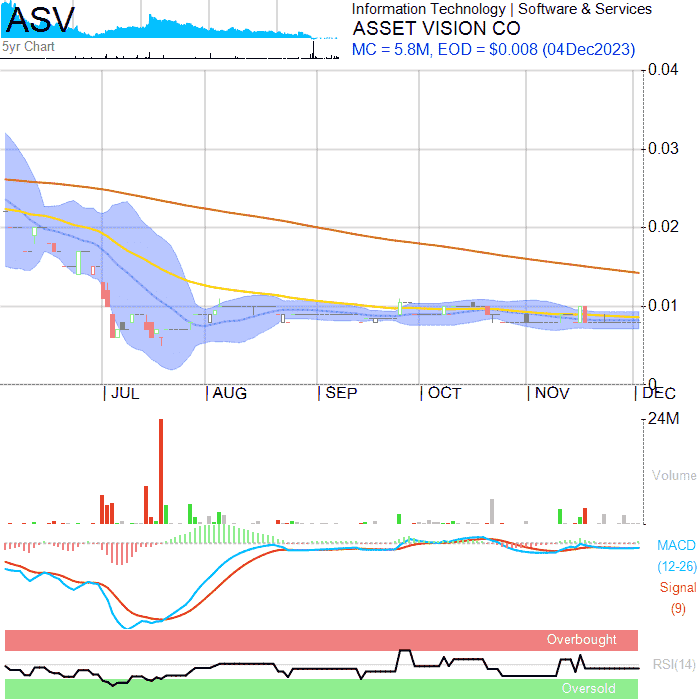 ASV
5yr Chart
Information Technology | Software & Services
ASSET VISION CO
MC = 5.8M, EOD = $0.008 (04Dec2023)
0.04
0.03
0.02
0.01
0
JUL AUG SEP OCT NOV DEC
24M
Volume
MACD
(12-26)
Signal
(9)
Overbought
RSI(14)
Oversold